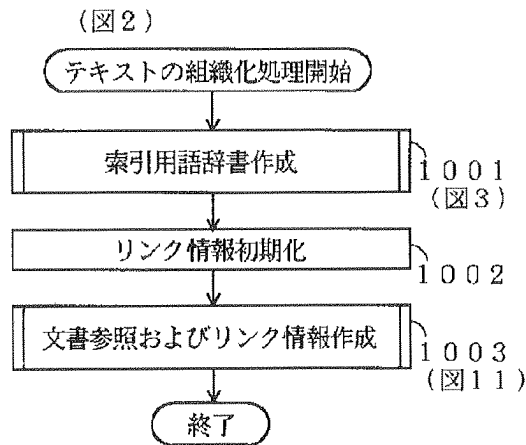 (図2)
テキストの組織化処理開始
索引用語辞書作成
1001
(図3)
リンク情報初期化
1002
文書参照およびリンク情報作成
1003
(図11)
終了